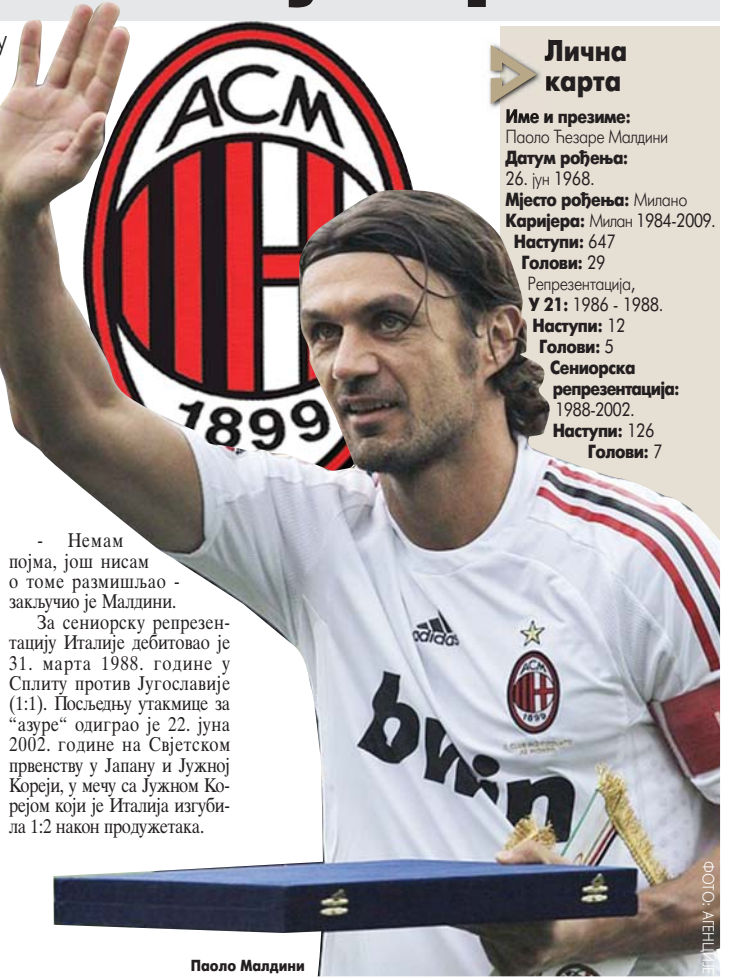 у
ACM
1899
Лична
карта
Име и презиме:
Паоло Ћезаре Малдини
Датум рођења:
26. јун 1968.
Мјесто рођења: Милано
Каријера: Милан 1984-2009.
Наступи: 647
Голови: 29
Репрезентација,
У 21: 1986 - 1988.
Наступи: 12
Голови: 5
Сениорска
репрезентација:
1988-2002.
Наступи: 126
Голови: 7
- Немам
појма, још нисам
о томе размишљао -
закључио је Малдини.
За сениорску репрезен-
тацију Италије дебитовао је
31. марта 1988. године у
Сплиту против Југославије
(1:1). Посљедњу утакмице за
“азуре“ одиграо је 22. јуна
2002. године на Свјетском
првенству у Јапану и Јужној
Кореји, у мечу са Јужном Ко-
рејом који је Италија изгуби-
ла 1:2 након продужетака.
adidas
ACM
1899
bwin
Паоло Малдини
ФОТО: АГЕНЦИЈЕ